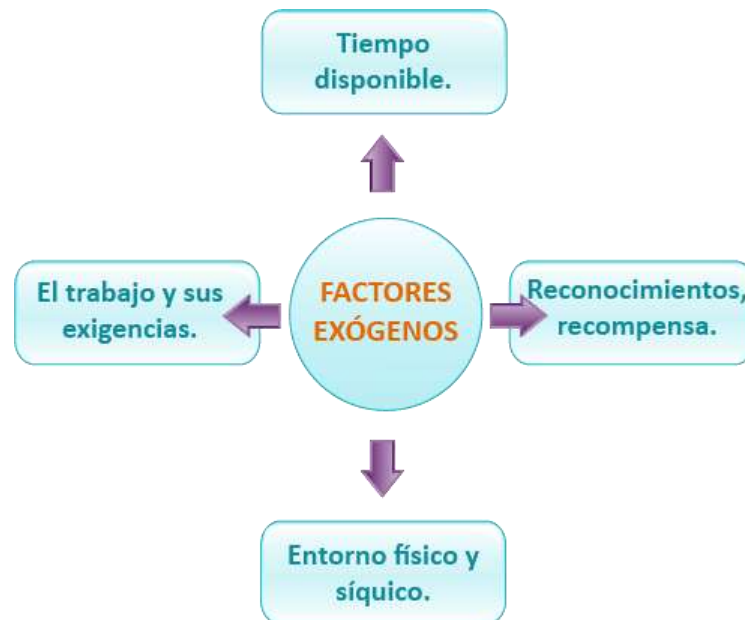 Tiempo
disponible.
El trabajo y sus
exigencias.
FACTORES
EXÓGENOS
Reconocimientos,
recompensa.
Entorno físico y
síquico.